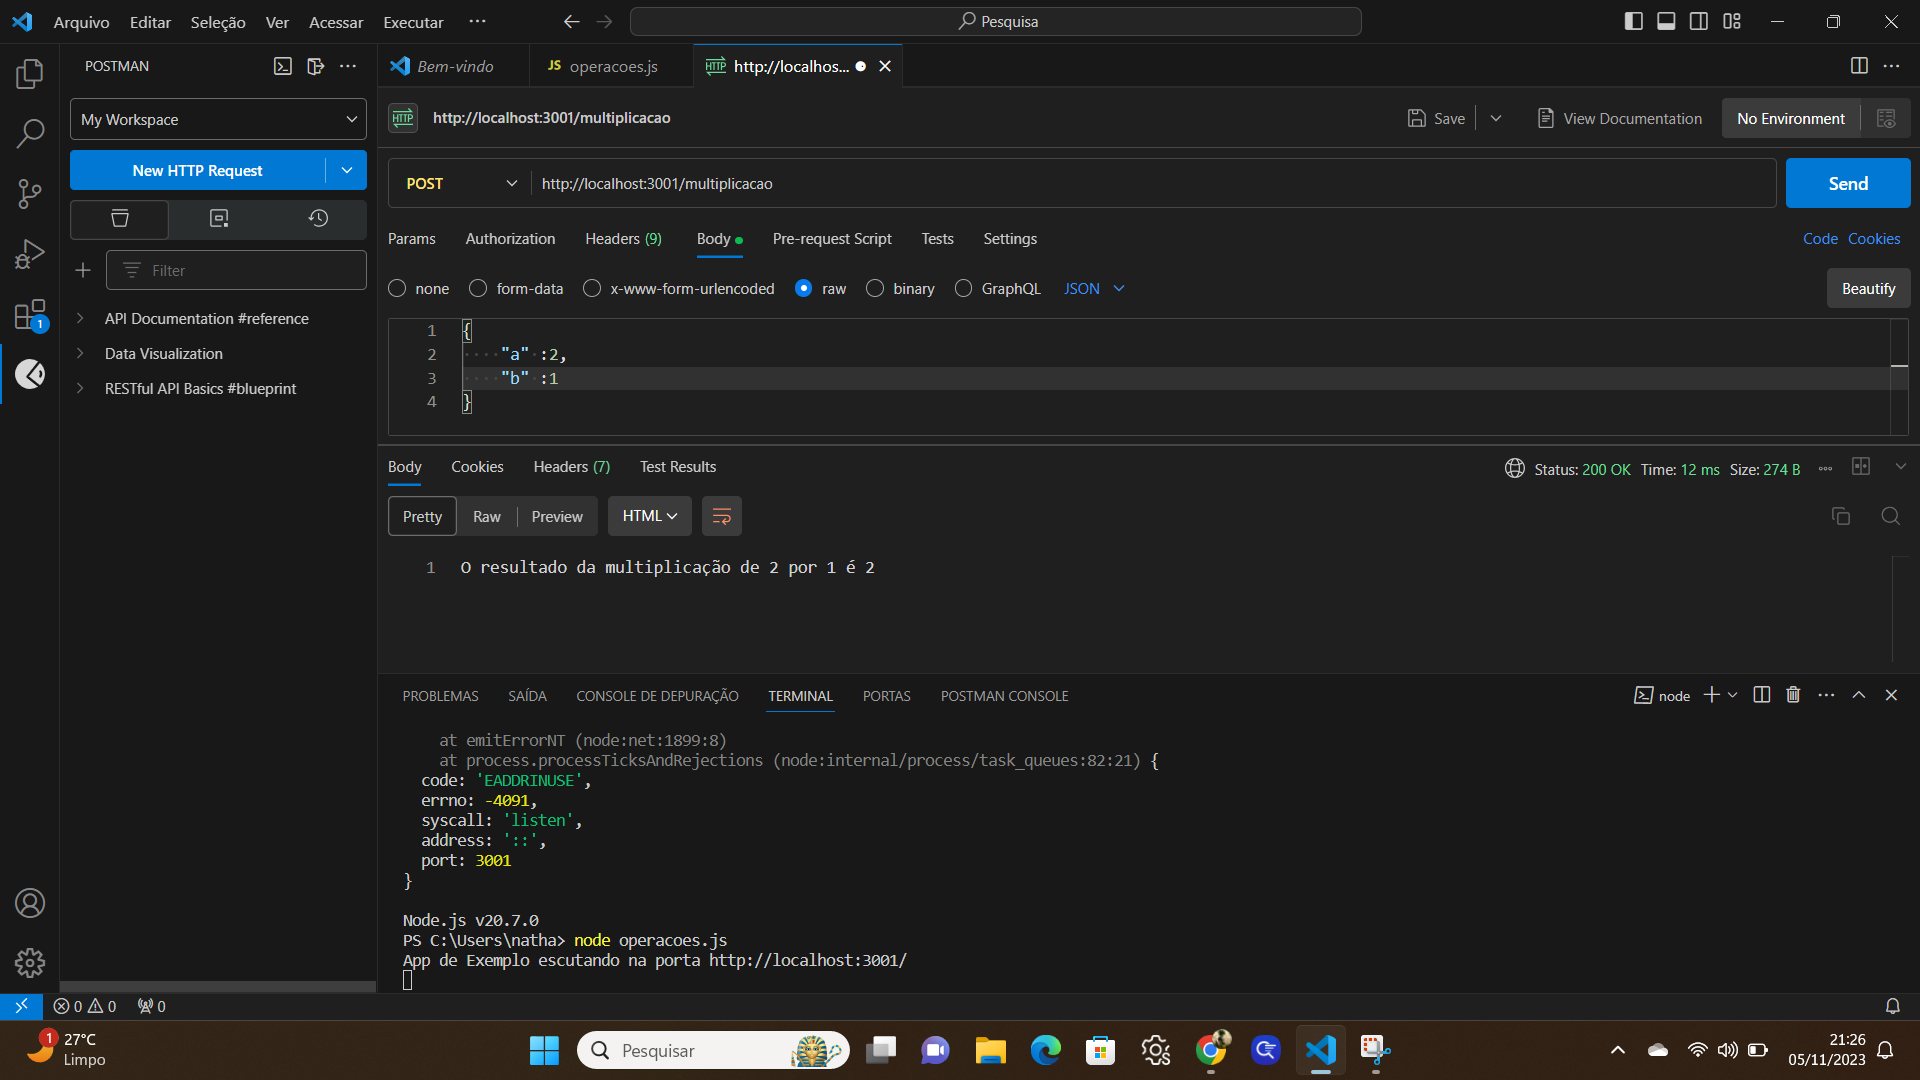 Arquivo Editar Seleção Ver Acessar Executar ···
Pesquisa
POSTMAN
Bem-vindo
JS operacoes.js
http://localhos...
My Workspace
HTTP http://localhost:3001/multiplicacao
Save
View Documentation
No Environment
New HTTP Request
POST
http://localhost:3001/multiplicacao
Send
Params Authorization Headers (9) Body Pre-request Script Tests Settings
Code Cookies
Filter
none form-data x-www-form-urlencoded raw binary GraphQL JSON
Beautify
1
API Documentation #reference
Data Visualization
RESTful API Basics #blueprint
1 {
2 ····"a"·:2,
3 ····"b"·:1
4 }
Body Cookies Headers (7) Test Results
Status: 200 OK Time: 12 ms Size: 274 B
Pretty Raw Preview HTML
1 O resultado da multiplicação de 2 por 1 é 2
PROBLEMAS SAÍDA CONSOLE DE DEPURAÇÃO TERMINAL PORTAS POSTMAN CONSOLE
node
at emitErrorNT (node:net:1899:8)
at process.processTicksAndRejections (node:internal/process/task_queues:82:21) {
code: 'EADDRINUSE',
errno: -4091,
syscall: 'listen',
address: '::',
port: 3001
}
Node.js v20.7.0
PS C:\Users\natha> node operacoes.js
App de Exemplo escutando na porta http://localhost:3001/
0 0 0
1
27°C
Limpo
Pesquisar
21:26
05/11/2023